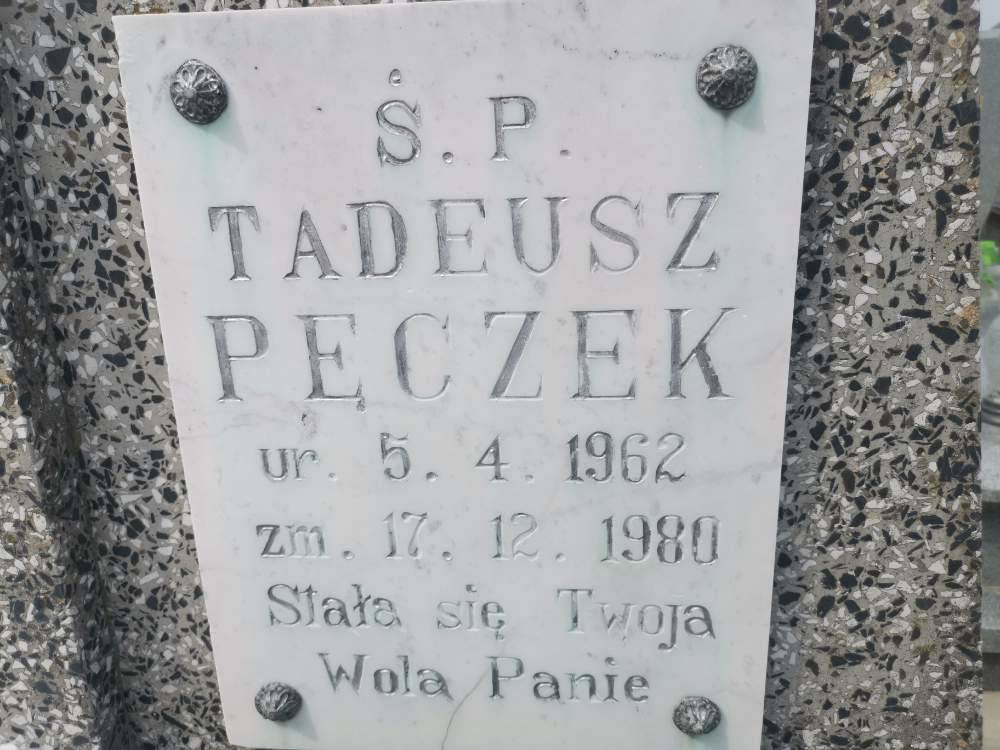 Ś. P.
TADEUSZ
PĘCZEK
ur. 5. 4. 1962
zm. 17. 12. 1980
Stała się Twoja
Wola Panie